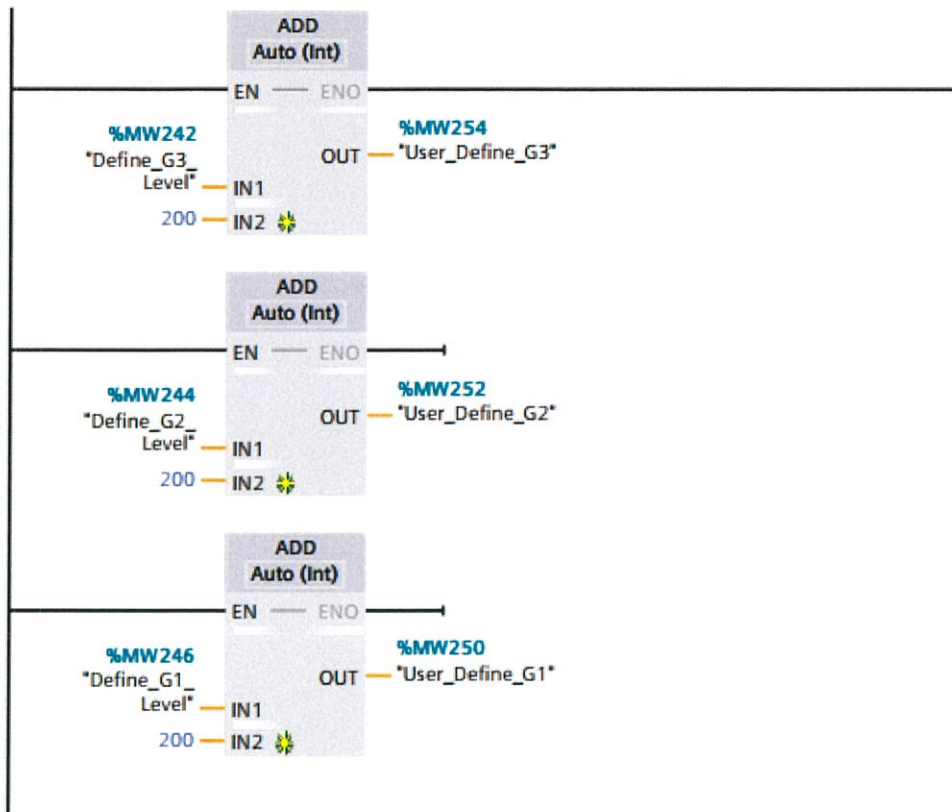 ADD
Auto (Int)
EN ENO
%MW242
"Define_G3_
Level"
IN1
200
IN2
OUT
%MW254
"User_Define_G3"
ADD
Auto (Int)
EN ENO
%MW244
"Define_G2_
Level"
IN1
200
IN2
OUT
%MW252
"User_Define_G2"
ADD
Auto (Int)
EN ENO
%MW246
"Define_G1_
Level"
IN1
200
IN2
OUT
%MW250
"User_Define_G1"